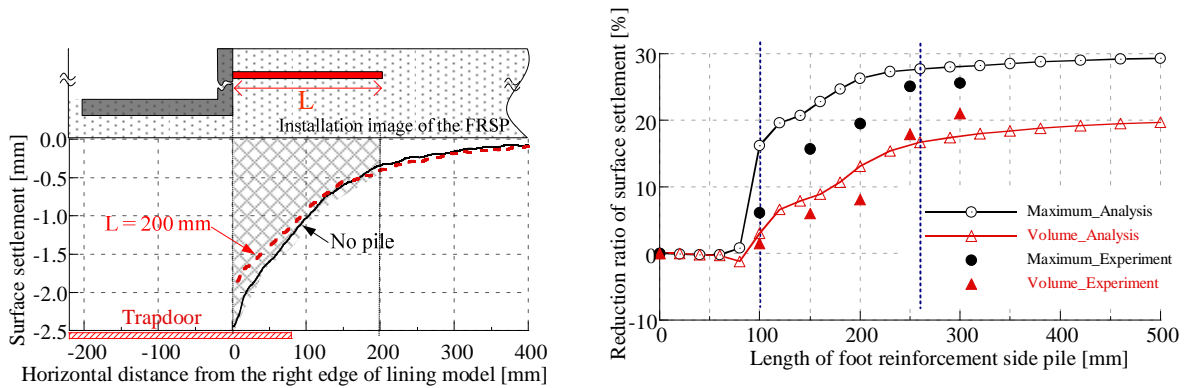 L
Installation image of the FRSP
Surface settlement [mm]
0.0
-0.5
-1.0
-1.5
-2.0
-2.5
L = 200 mm
No pile
Trapdoor
-200 -100 0 100 200 300 400
Horizontal distance from the right edge of lining model [mm]
Reduction ratio of surface settlement [%]
30
20
10
0
-10
Maximum_Analysis
Volume_Analysis
Maximum_Experiment
Volume_Experiment
0 100 200 300 400 500
Length of foot reinforcement side pile [mm]